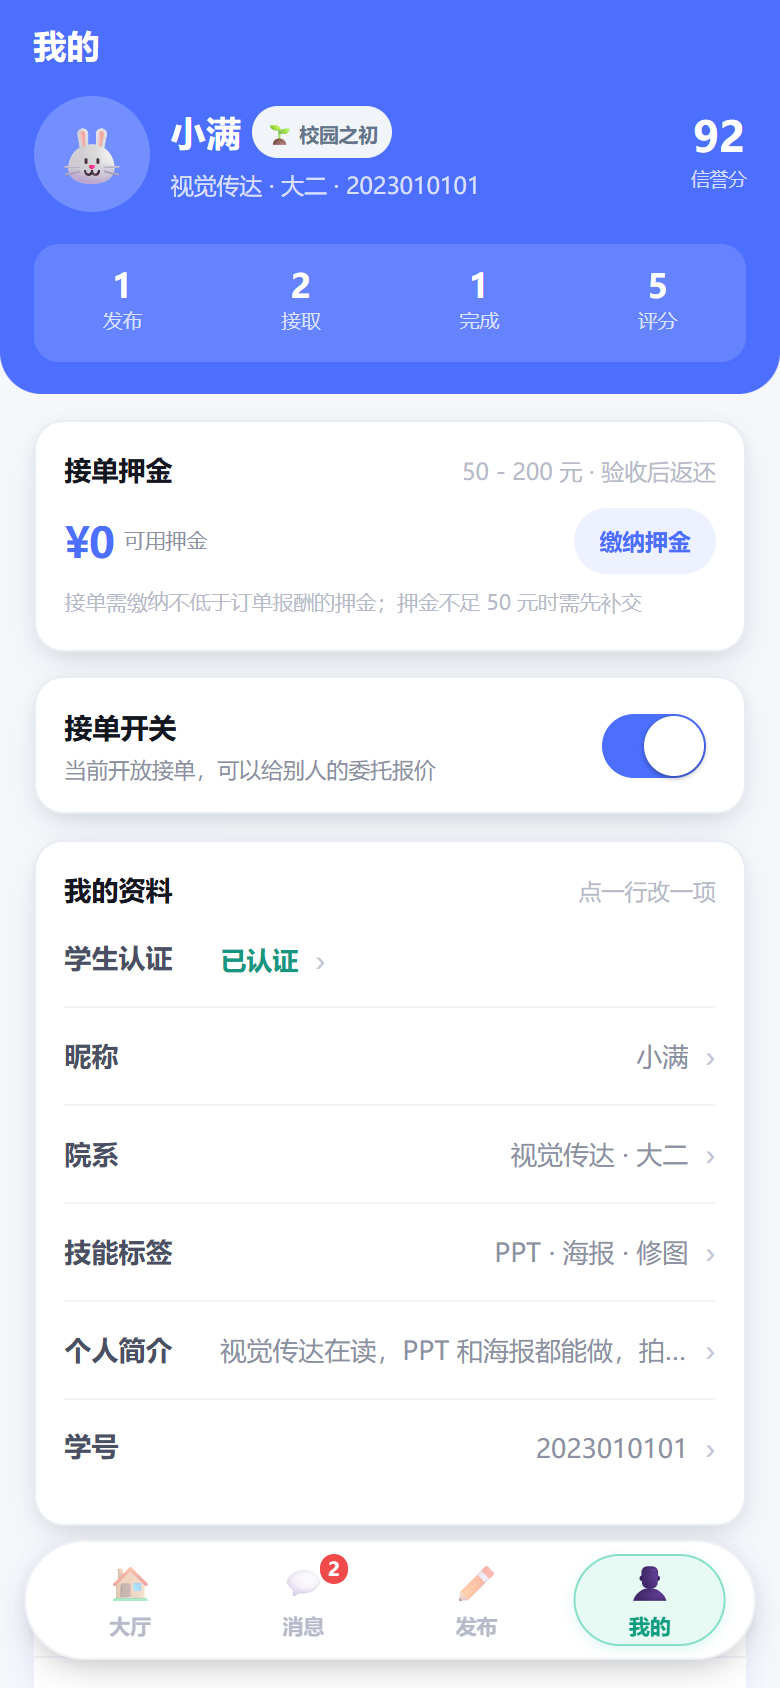 我的
小满 校园之初
视觉传达 · 大二 · 2023010101
92
信誉分
1 2 1 5
发布 接取 完成 评分
接单押金 50 - 200 元 · 验收后返还
¥0 可用押金 缴纳押金
接单需缴纳不低于订单报酬的押金；押金不足 50 元时需先补交
接单开关
当前开放接单，可以给别人的委托报价
我的资料 点一行改一项
学生认证 已认证 ›
昵称 小满 ›
院系 视觉传达 · 大二 ›
技能标签 PPT · 海报 · 修图 ›
个人简介 视觉传达在读，PPT 和海报都能做，拍... ›
学号 2023010101 ›
2
大厅 消息 发布 我的